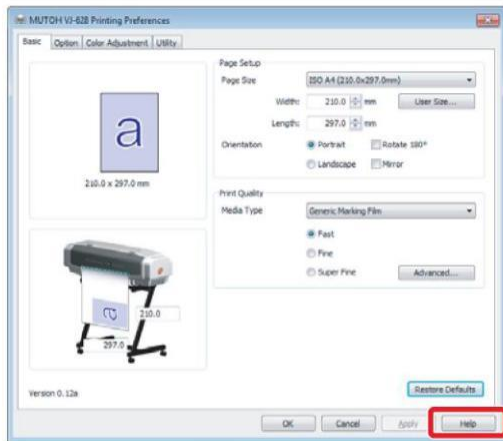 MUTOH VJ-628 Printing Preferences
Basic Option Color Adjustment Utility
a
210.0 x 297.0 mm
a
210.0
297.0
Version 0.12a
Page Setup
Page Size ISO A4 (210.0x297.0mm)
Width: 210.0 mm User Size...
Length: 297.0 mm
Orientation Portrait Rotate 180°
Landscape Mirror
Print Quality
Media Type Generic Marking Film
Fast
Fine
Super Fine Advanced...
Restore Defaults
OK Cancel Apply Help